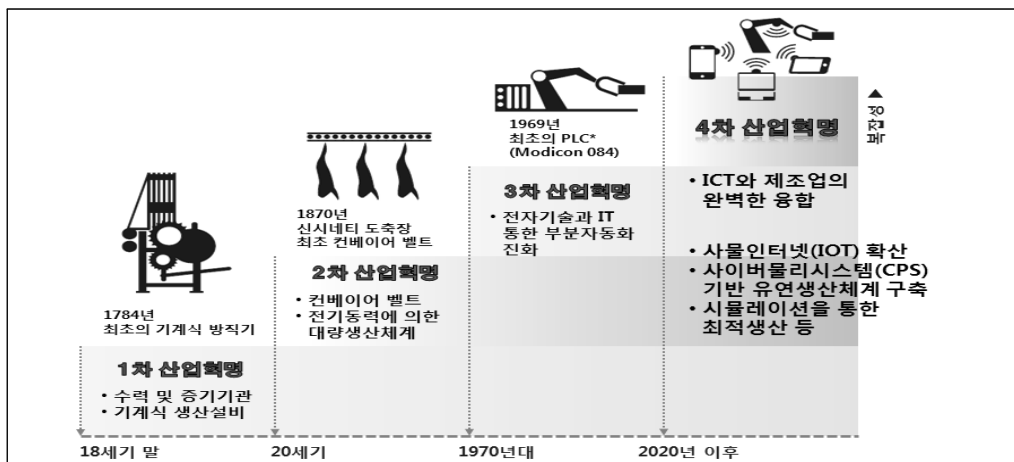 1784년
최초의 기계식 방직기
1차 산업혁명
• 수력 및 증기기관
• 기계식 생산설비
18세기 말
1870년
신시네티 도축장
최초 컨베이어 벨트
2차 산업혁명
• 컨베이어 벨트
• 전기동력에 의한
대량생산체계
20세기
1969년
최초의 PLC*
(Modicon 084)
3차 산업혁명
• 전자기술과 IT
통한 부분자동화
진화
1970년대
4차 산업혁명
• ICT와 제조업의
완벽한 융합
• 사물인터넷(IOT) 확산
• 사이버물리시스템(CPS)
기반 유연생산체계 구축
• 시뮬레이션을 통한
최적생산 등
2020년 이후
복잡성 ▶